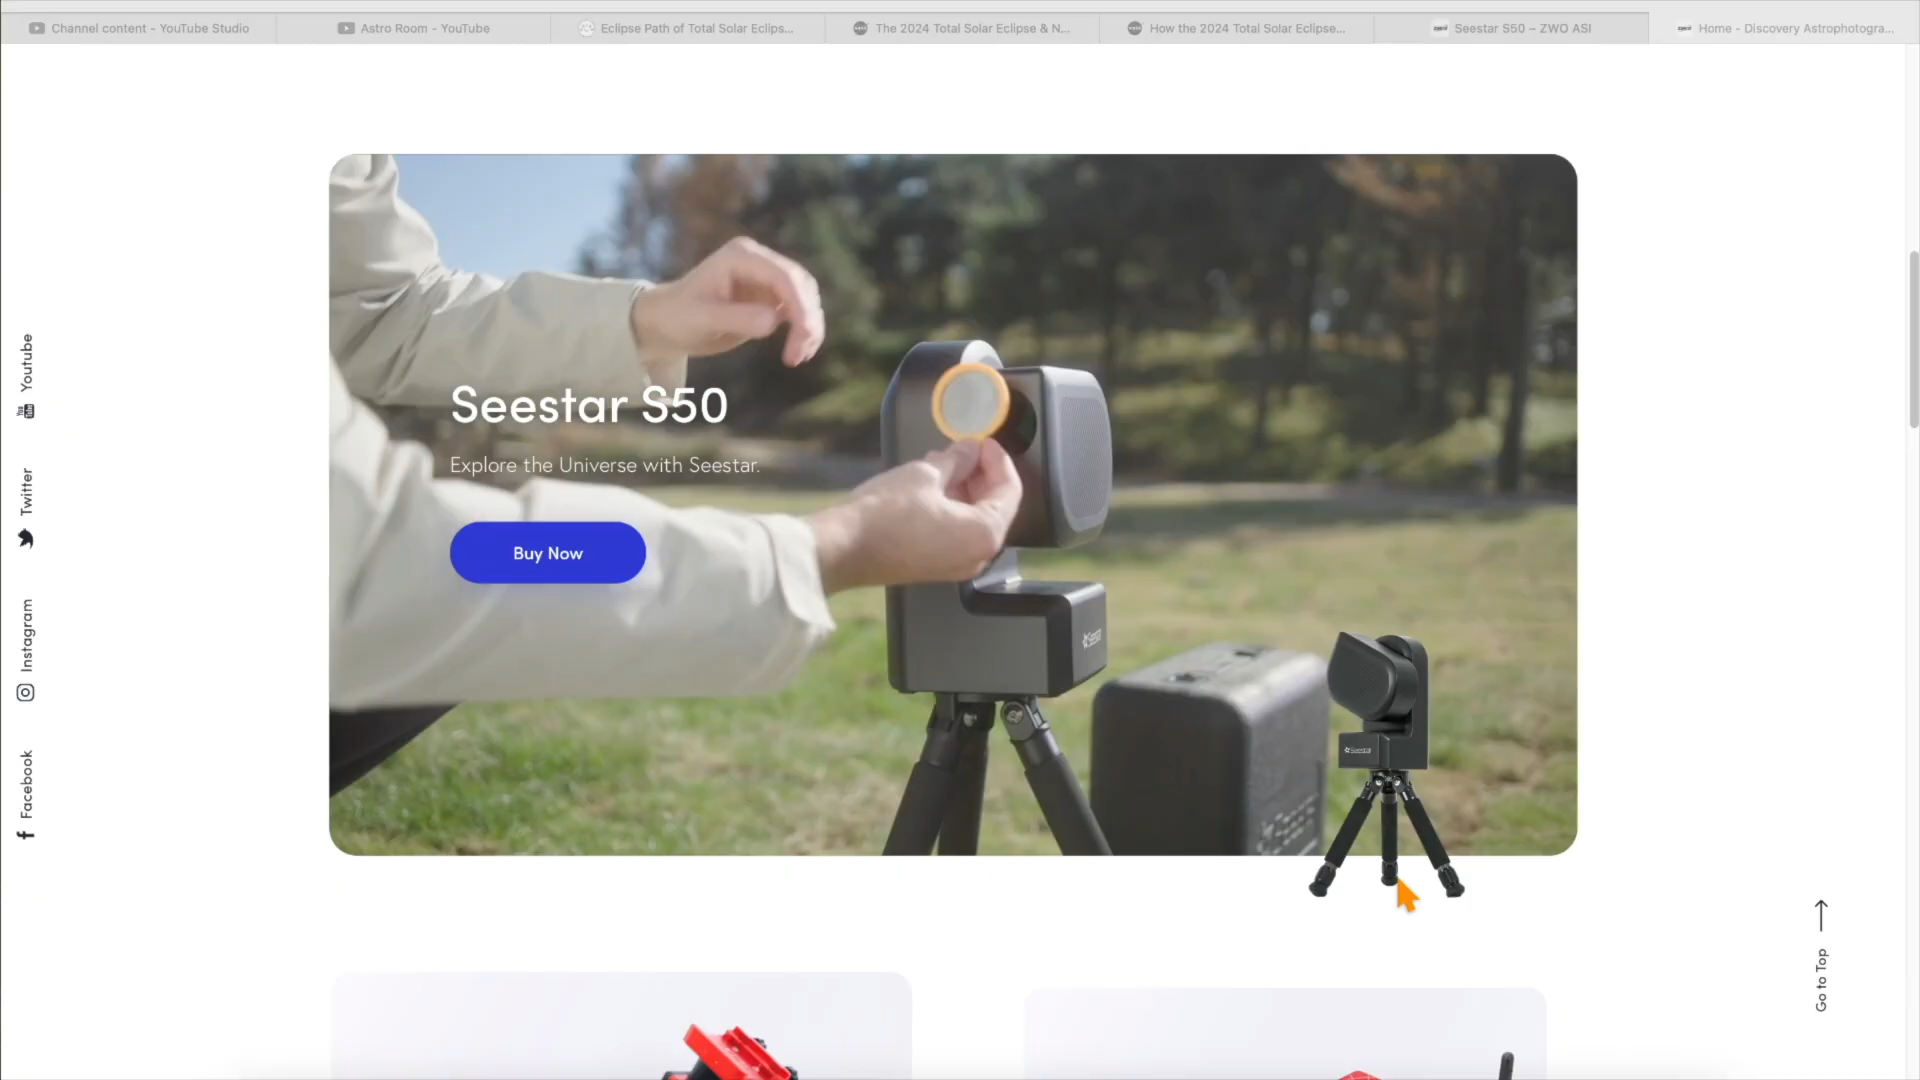 Channel content - YouTube Studio
Astro Room - YouTube
Eclipse Path of Total Solar Eclips...
The 2024 Total Solar Eclipse & N...
How the 2024 Total Solar Eclipse...
Seestar S50 – ZWO ASI
Home - Discovery Astrophotogra...
Seestar S50
Explore the Universe with Seestar.
Buy Now
Youtube
Twitter
Instagram
Facebook
Seestar
Go to Top